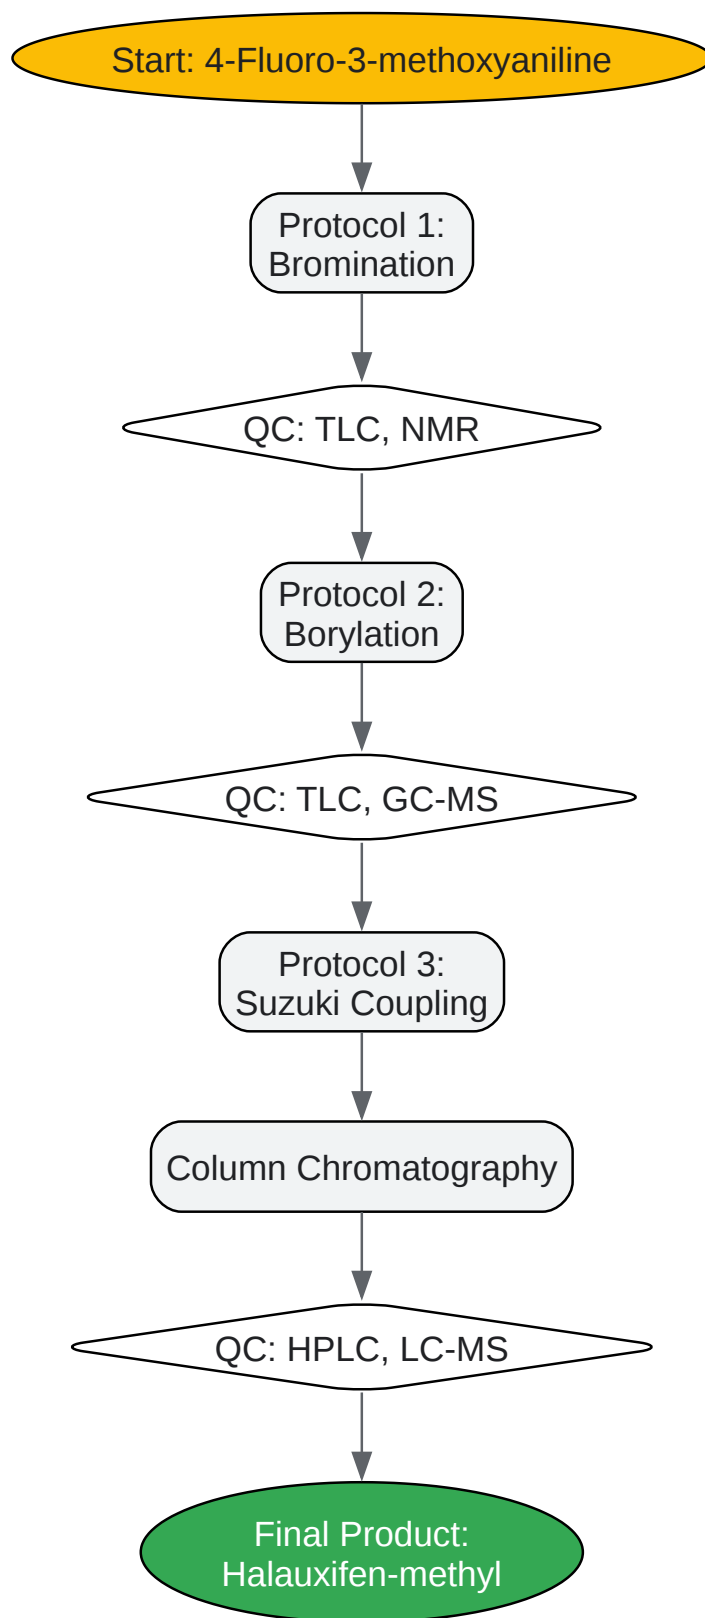 Start: 4-Fluoro-3-methoxyaniline
Protocol 1:
Bromination
QC: TLC, NMR
Protocol 2:
Borylation
QC: TLC, GC-MS
Protocol 3:
Suzuki Coupling
Column Chromatography
QC: HPLC, LC-MS
Final Product:
Halauxifen-methyl